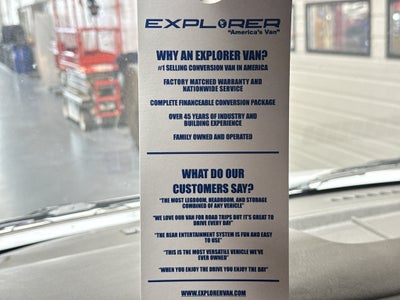 EXPLORER
"America's Van"
WHY AN EXPLORER VAN?
#1 SELLING CONVERSION VAN IN AMERICA
FACTORY MATCHED WARRANTY AND
NATIONWIDE SERVICE
COMPLETE FINANCEABLE CONVERSION PACKAGE
OVER 45 YEARS OF INDUSTRY AND
BUILDING EXPERIENCE
FAMILY OWNED AND OPERATED
WHAT DO OUR
CUSTOMERS SAY?
"THE MOST LEGROOM, HEADROOM, AND STORAGE
COMBINED OF ANY VEHICLE"
"WE LOVE OUR VAN FOR ROAD TRIPS BUT IT'S GREAT TO
DRIVE EVERY DAY"
"THE REAR ENTERTAINMENT SYSTEM IS FUN AND EASY
TO USE"
"THIS IS THE MOST VERSATILE VEHICLE WE'VE
EVER OWNED"
"WHEN YOU ENJOY THE DRIVE YOU ENJOY THE DAY"
WWW.EXPLORERVAN.COM